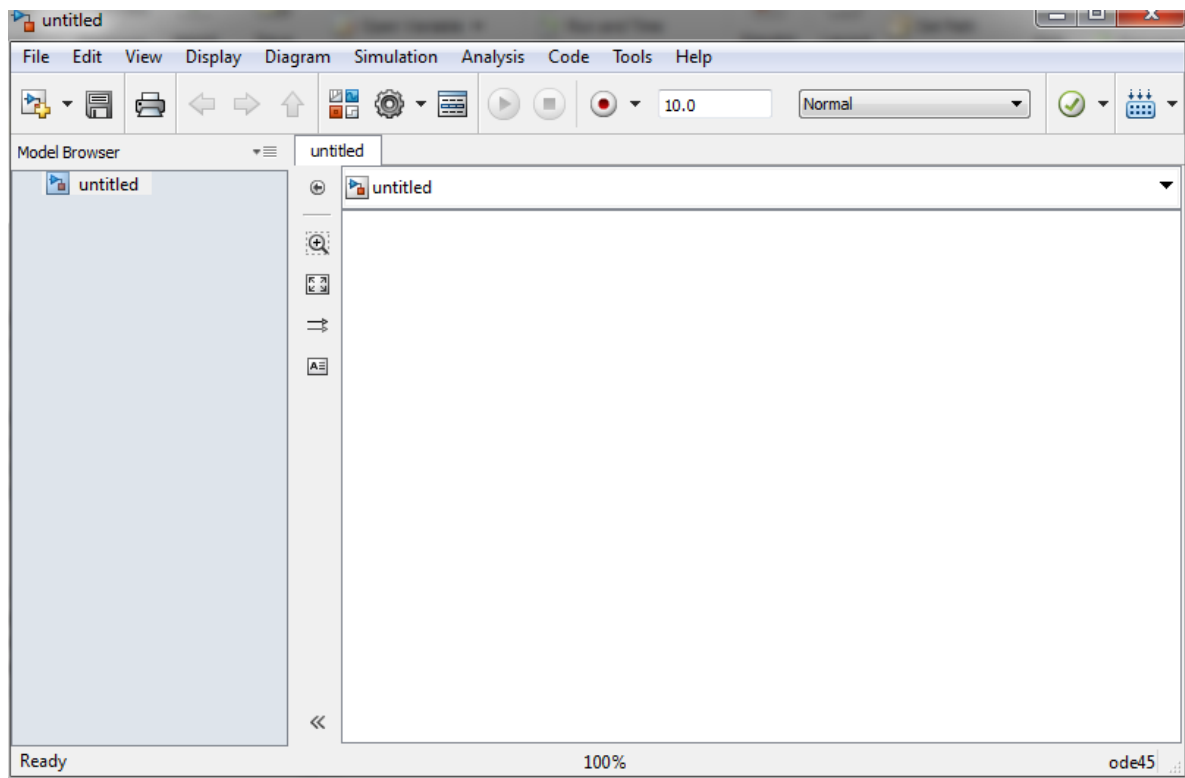 untitled
File Edit View Display Diagram Simulation Analysis Code Tools Help
10.0 Normal
Model Browser untitled
untitled untitled
Ready 100% ode45